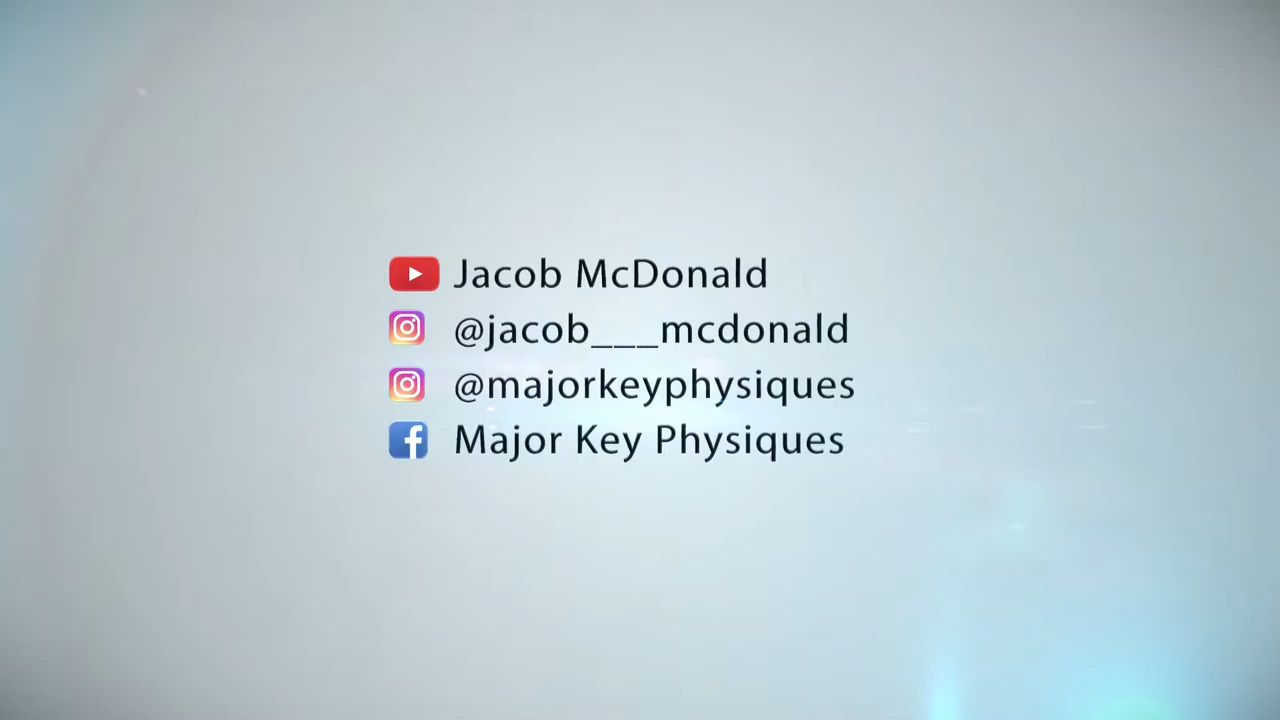 Jacob McDonald
@jacob___mcdonald
@majorkeyphysiques
Major Key Physiques